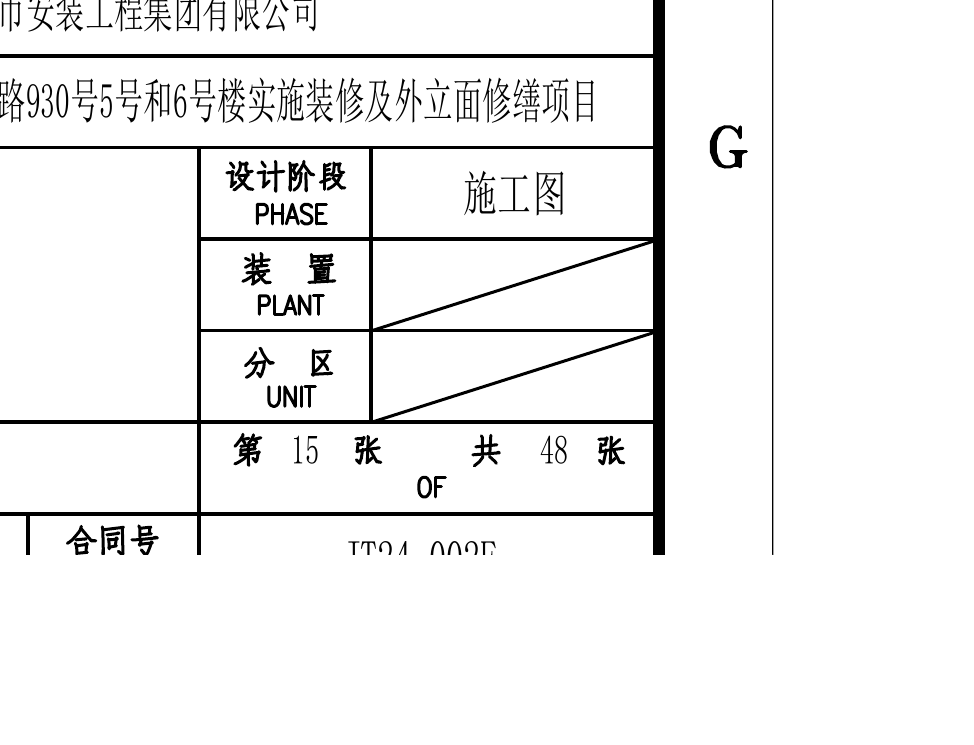 市安装工程集团有限公司
路930号5号和6号楼实施装修及外立面修缮项目
G
设计阶段 施工图
PHASE
装 置
PLANT
分 区
UNIT
第 15 张 共 48 张
OF
合同号